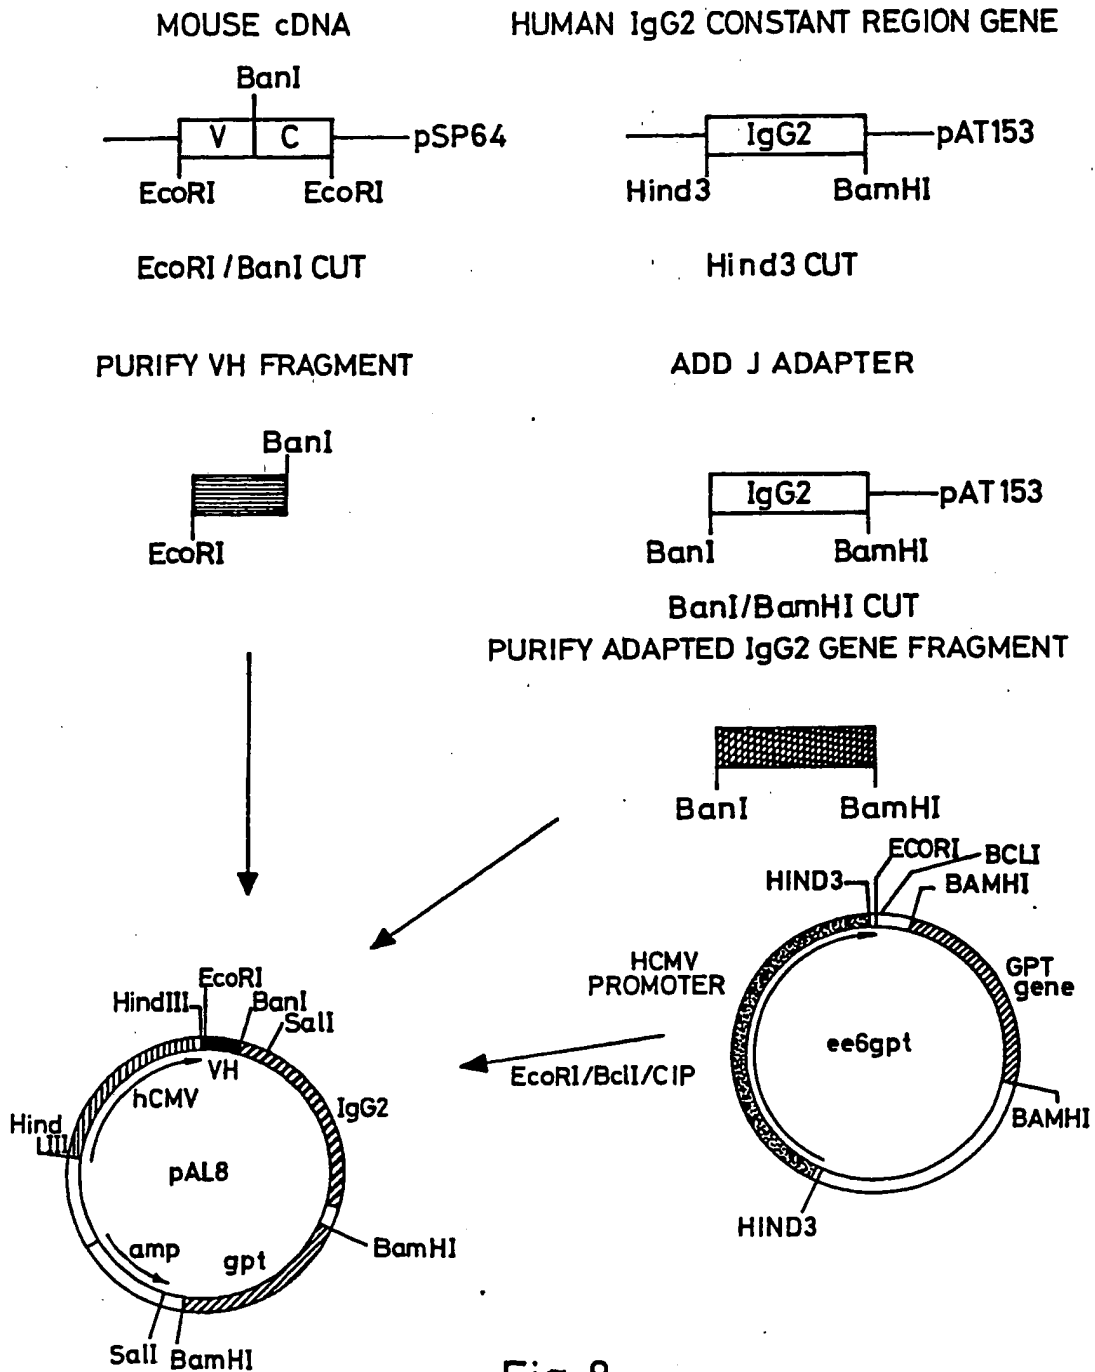 MOUSE cDNA
HUMAN IgG2 CONSTANT REGION GENE
BanI
V
C
pSP64
EcoRI
EcoRI
IgG2
pAT153
Hind3
BamHI
EcoRI/BanI CUT
Hind3 CUT
PURIFY VH FRAGMENT
ADD J ADAPTER
BanI
EcoRI
IgG2
pAT153
BanI
BamHI
BanI/BamHI CUT
PURIFY ADAPTED IgG2 GENE FRAGMENT
BanI
BamHI
ECORI
BCLI
HIND3
BAMHI
HCMV
PROMOTER
GPT
gene
ee6gpt
BAMHI
HIND3
EcoRI/BclI/CIP
EcoRI
HindIII
BanI
SalI
VH
hCMV
IgG2
Hind
III
pAL8
amp
gpt
BamHI
SalI
BamHI